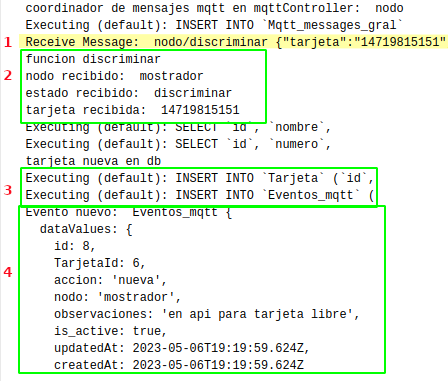 coordinador de mensajes mqtt en mqttController:  nodo
Executing (default): INSERT INTO `Mqtt_messages_gral`
1 Receive Message:  nodo/discriminar {"tarjeta":"14719815151"
funcion discriminar
2 nodo recibido:  mostrador
estado recibido:  discriminar
tarjeta recibida:  14719815151
Executing (default): SELECT `id`, `nombre`,
Executing (default): SELECT `id`, `numero`,
tarjeta nueva en db
Executing (default): INSERT INTO `Tarjeta` (`id`,
3 Executing (default): INSERT INTO `Eventos_mqtt` (
Evento nuevo:  Eventos_mqtt {
dataValues: {
id: 8,
TarjetaId: 6,
4 accion: 'nueva',
nodo: 'mostrador',
observaciones: 'en api para tarjeta libre',
is_active: true,
updatedAt: 2023-05-06T19:19:59.624Z,
createdAt: 2023-05-06T19:19:59.624Z